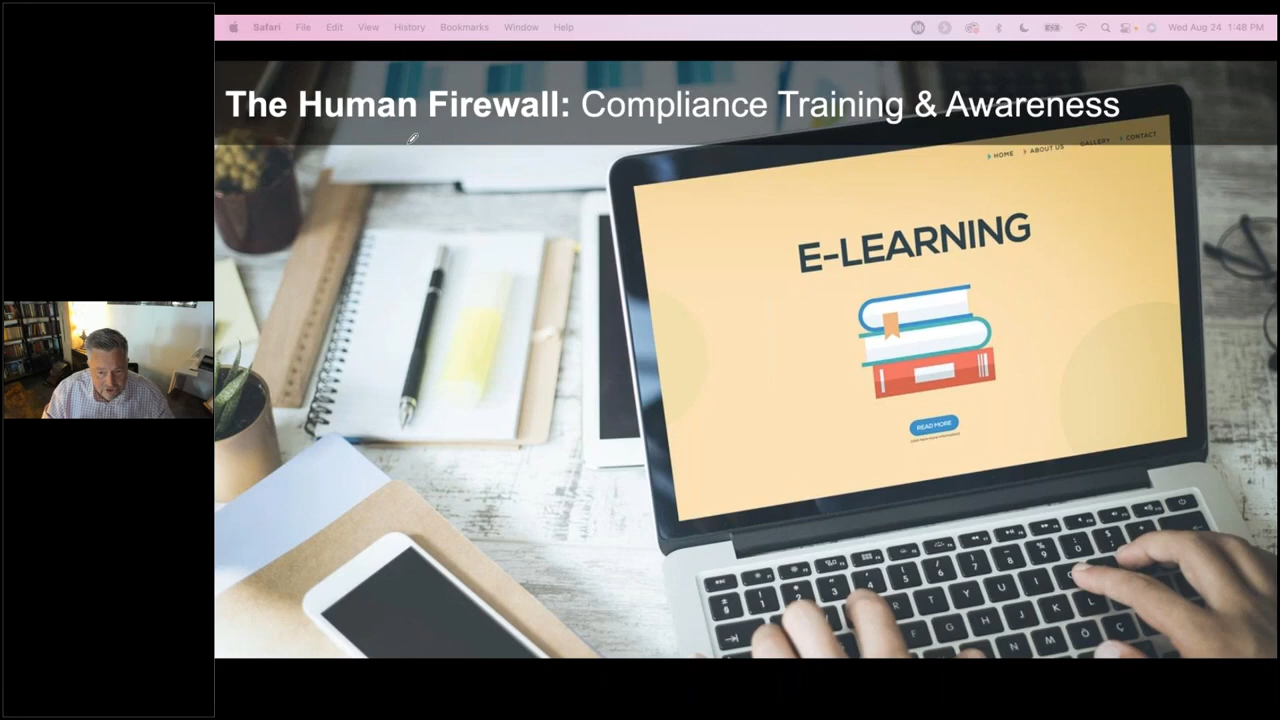 Safari File Edit View History Bookmarks Window Help Wed Aug 24 1:48 PM
The Human Firewall: Compliance Training & Awareness
HOME ABOUT US GALLERY CONTACT
E-LEARNING
READ MORE
esc
R T Y U I
F G H J K L
N M Ö Ç